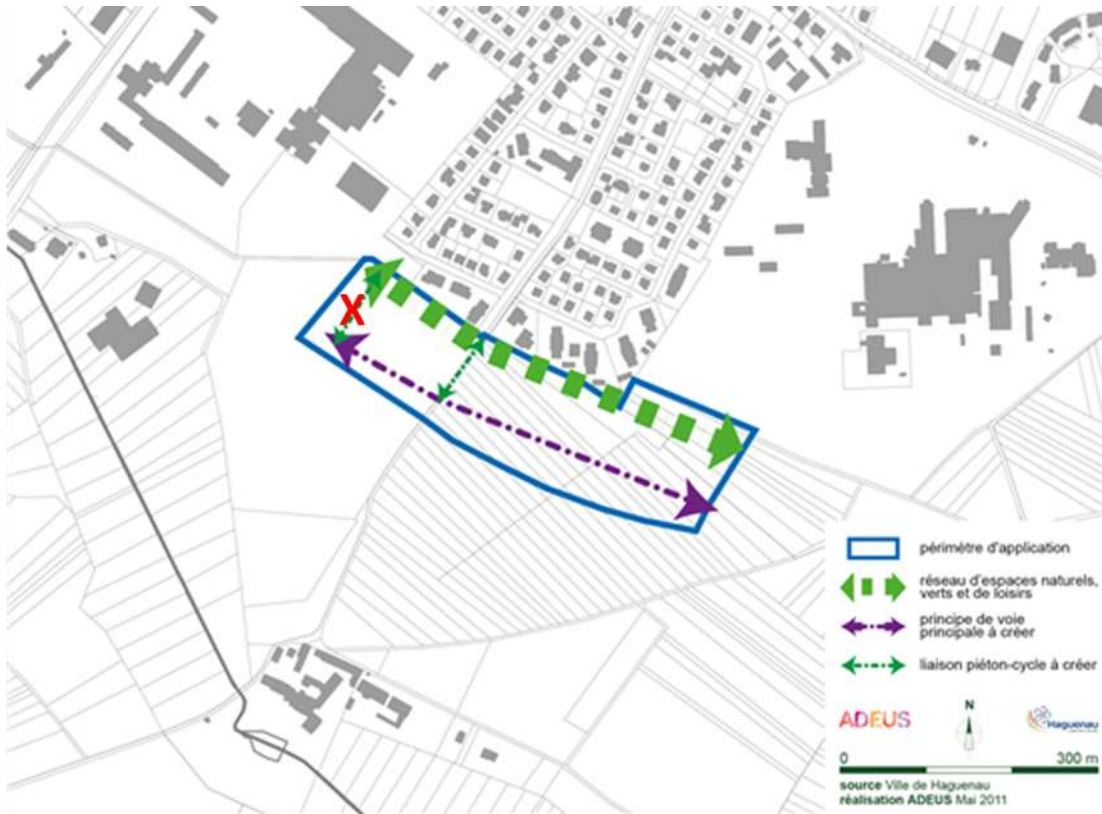 X
périmètre d'application
réseau d'espaces naturels,
verts et de loisirs
principe de voie
principale à créer
liaison piéton-cycle à créer
ADEUS
N
Haguenau
0
300 m
source Ville de Haguenau
réalisation ADEUS Mai 2011